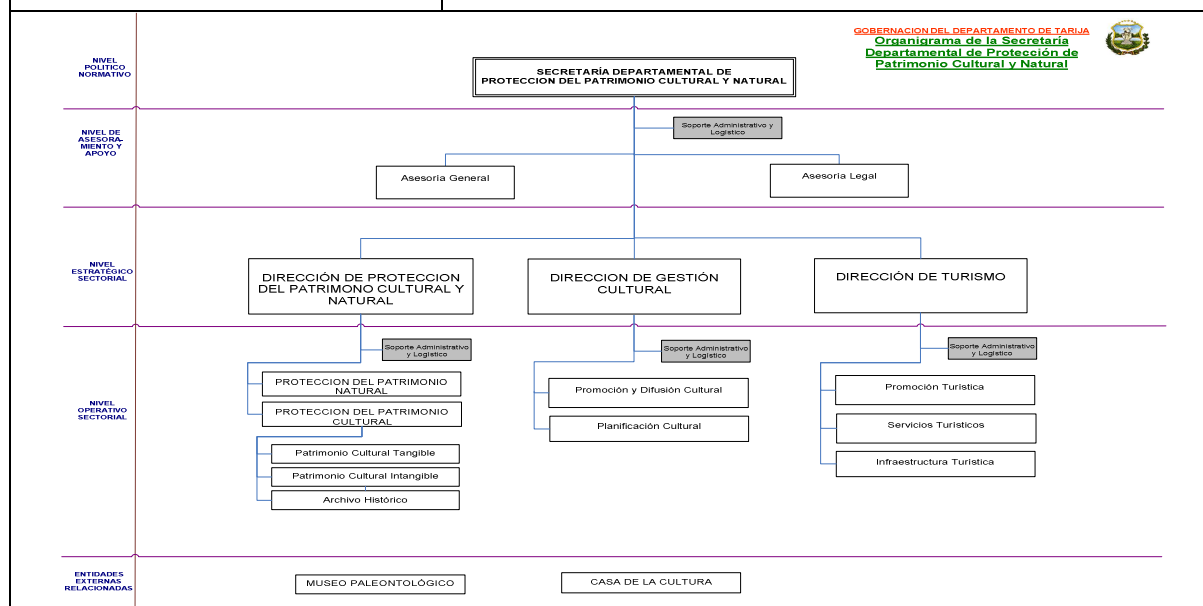 GOBERNACION DEL DEPARTAMENTO DE TARIJA
Organigrama de la Secretaría
Departamental de Protección de
Patrimonio Cultural y Natural
NIVEL
POLITICO
NORMATIVO
SECRETARÍA DEPARTAMENTAL DE
PROTECCION DEL PATRIMONIO CULTURAL Y NATURAL
NIVEL DE
ASESORA-
MIENTO Y
APOYO
Soporte Administrativo y
Logístico
Asesoría General
Asesoría Legal
NIVEL
ESTRATÉGICO
SECTORIAL
DIRECCIÓN DE PROTECCION
DEL PATRIMONO CULTURAL Y
NATURAL
DIRECCION DE GESTIÓN
CULTURAL
DIRECCIÓN DE TURISMO
NIVEL
OPERATIVO
SECTORIAL
Soporte Administrativo
y Logístico
PROTECCION DEL PATRIMONIO
NATURAL
PROTECCION DEL PATRIMONIO
CULTURAL
Patrimonio Cultural Tangible
Patrimonio Cultural Intangible
Archivo Histórico
Soporte Administrativo
y Logístico
Promoción y Difusión Cultural
Planificación Cultural
Soporte Administrativo
y Logístico
Promoción Turística
Servicios Turísticos
Infraestructura Turística
ENTIDADES
EXTERNAS
RELACIONADAS
MUSEO PALEONTOLÓGICO
CASA DE LA CULTURA